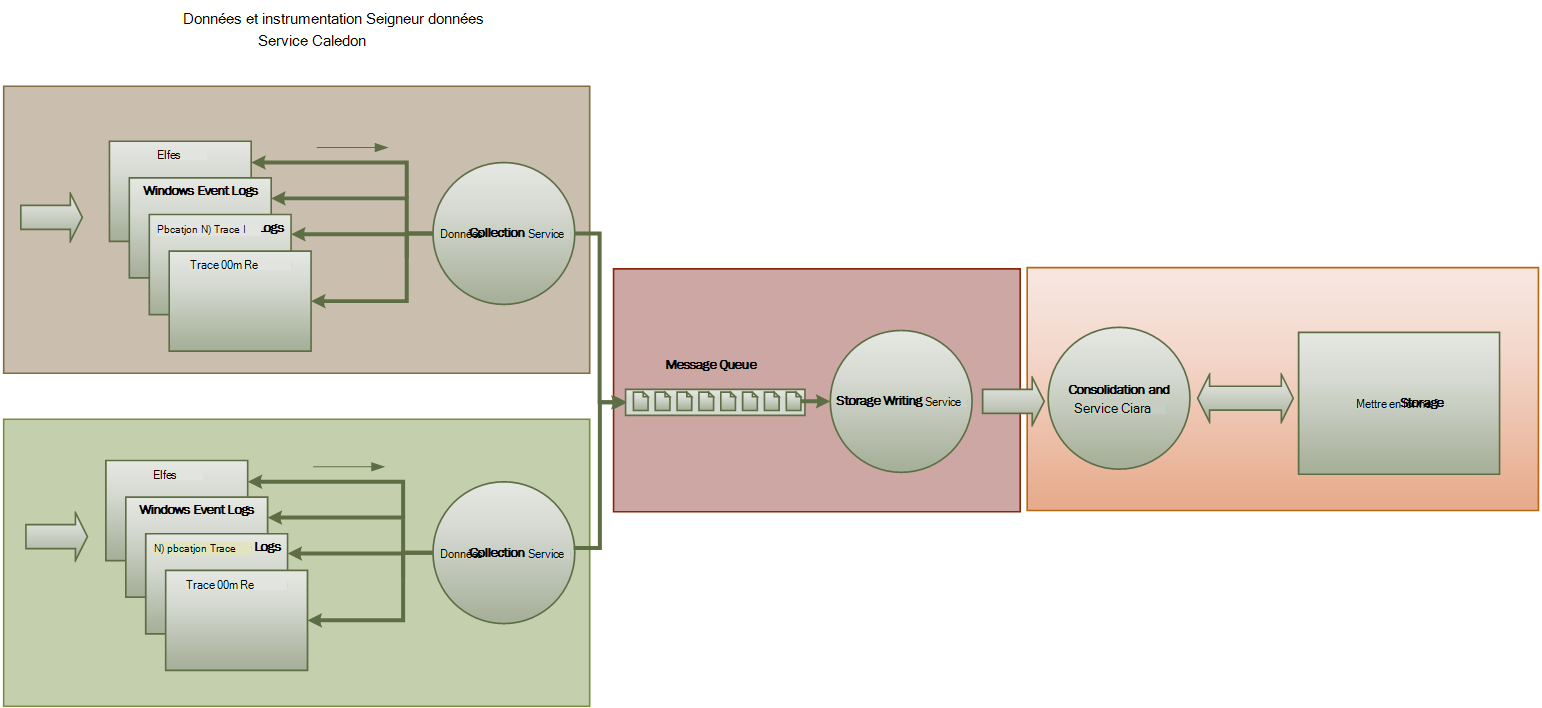 Données et instrumentation Seigneur données
Service Caledon
Elfes
Windows Event Logs
Pbcatjon N) Trace l Logs
Trace 00m Re
Données Collection Service
Message Queue
Storage Writing Service
Consolidation and
Service Ciara
Mettre en Storage
Elfes
Windows Event Logs
N) pbcatjon Trace Logs
Trace 00m Re
Données Collection Service